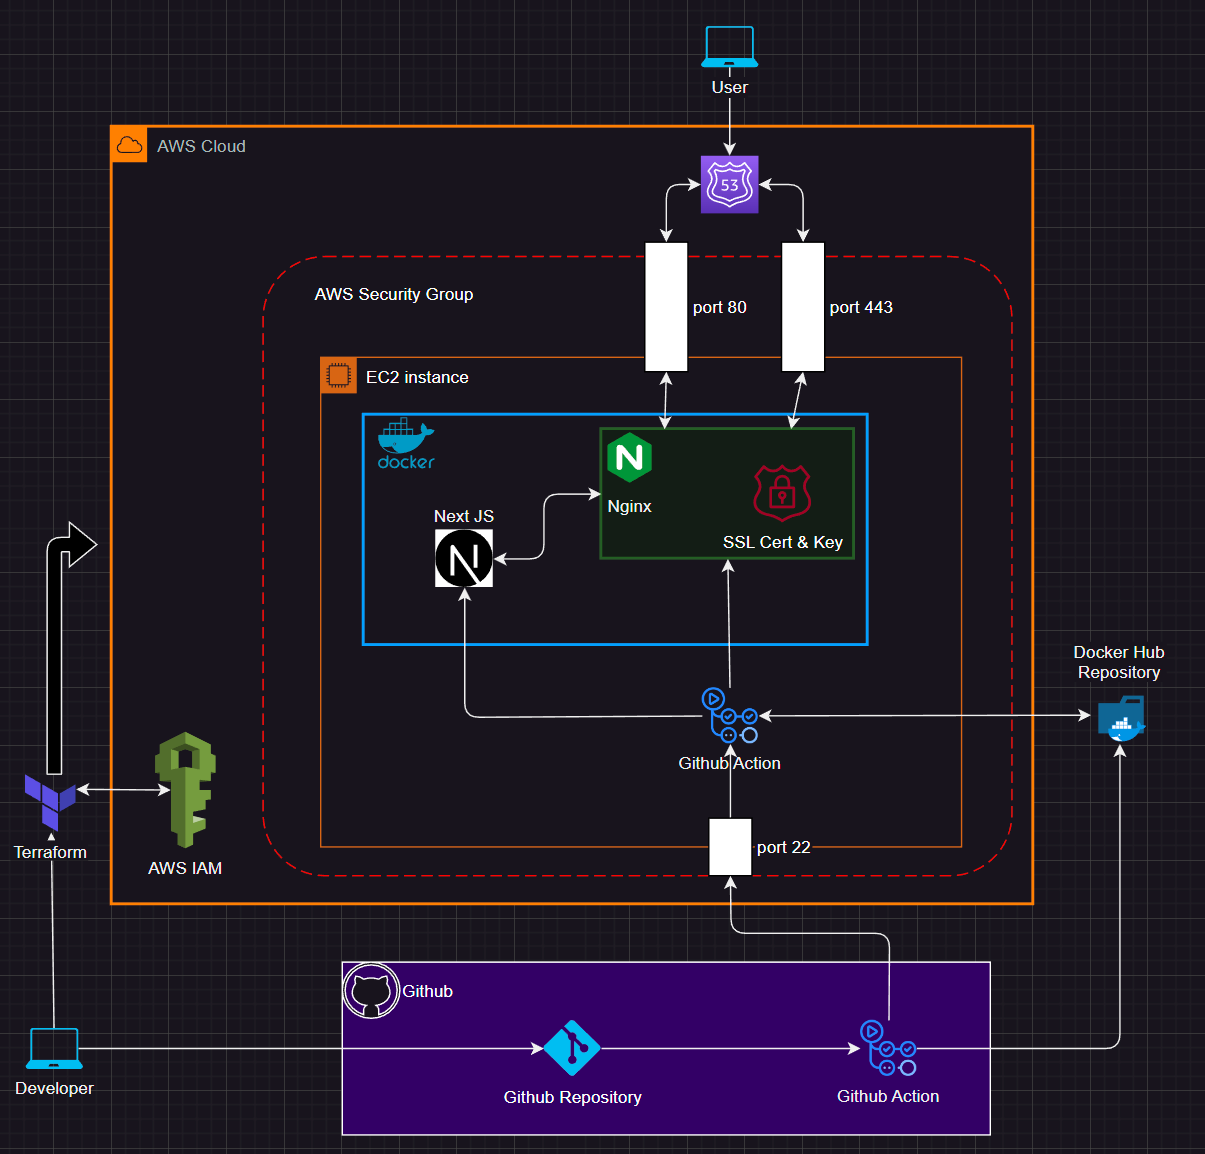 User
AWS Cloud
53
AWS Security Group
port 80
port 443
EC2 instance
docker
N
Nginx
Next JS
N
SSL Cert & Key
Docker Hub
Repository
Github Action
port 22
Terraform
AWS IAM
Github
Developer
Github Repository
Github Action